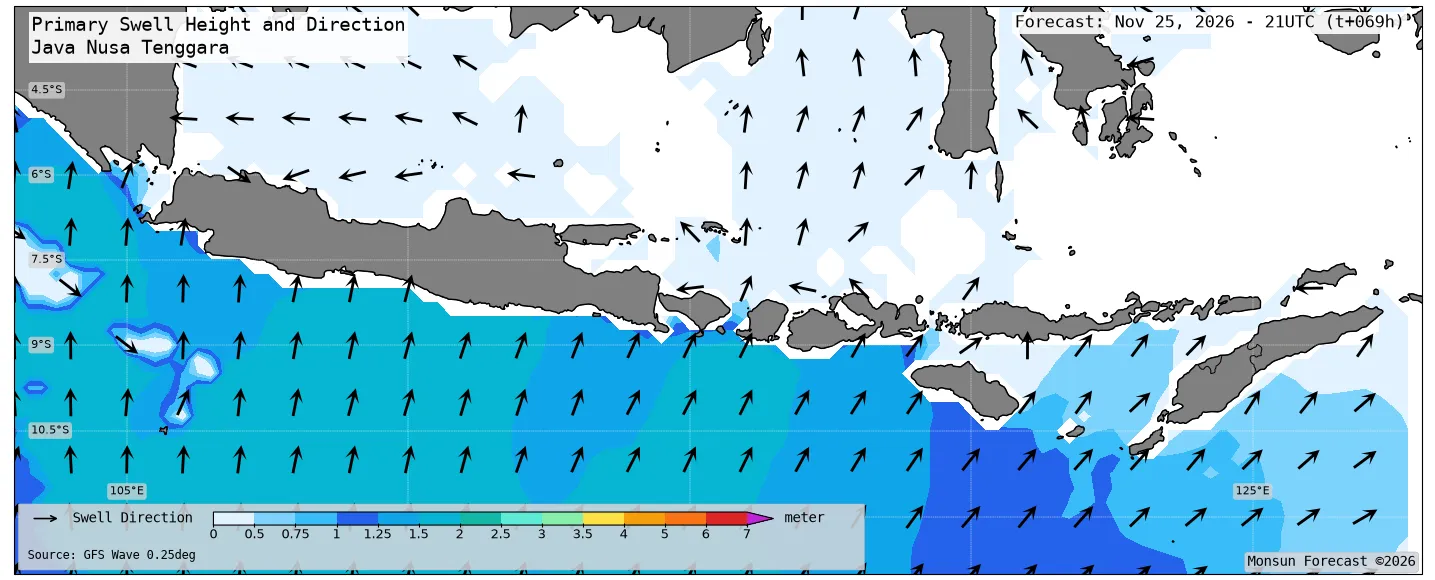 Primary Swell Height and Direction
Java Nusa Tenggara
Forecast: Nov 25, 2026 - 21UTC (t+069h)
4.5°S
6°S
7.5°S
9°S
10.5°S
105°E
125°E
Swell Direction
0 0.5 0.75 1 1.25 1.5 2 2.5 3 3.5 4 5 6 7
meter
Source: GFS Wave 0.25deg
Monsun Forecast ©2026